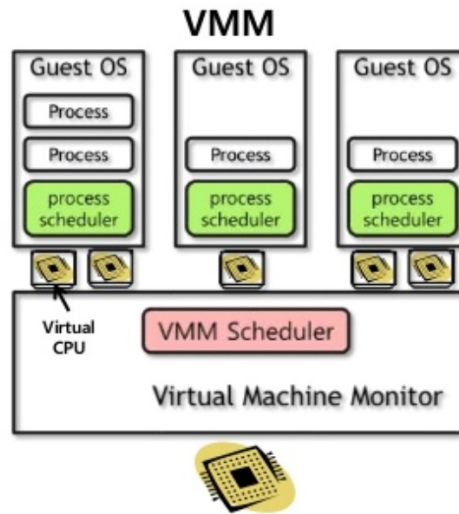 VMM
Guest OS
Guest OS
Guest OS
Process
Process
Process
Process
process
scheduler
process
scheduler
process
scheduler
Virtual
CPU
VMM Scheduler
Virtual Machine Monitor